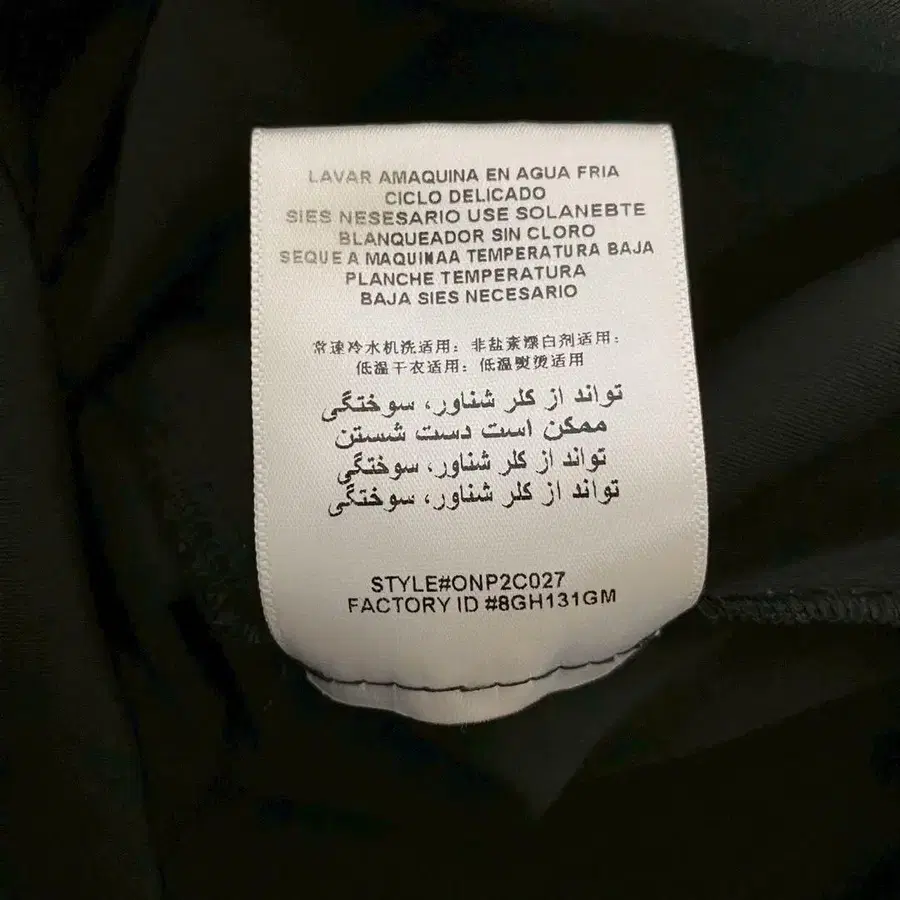 LAVAR AMAQUINA EN AGUA FRIA
CICLO DELICADO
SIES NESESARIO USE SOLANEBTE
BLANQUEADOR SIN CLORO
SEQUE A MAQUINAA TEMPERATURA BAJA
PLANCHE TEMPERATURA
BAJA SIES NECESARIO
常速冷水机洗适用：非盐素漂白剂适用：
低温干衣适用：低温熨烫适用
تواند از کلر شناور، سوختگی
ممکن است دست شستن
تواند از کلر شناور، سوختگی
تواند از کلر شناور، سوختگی
STYLE#ONP2C027
FACTORY ID #8GH131GM